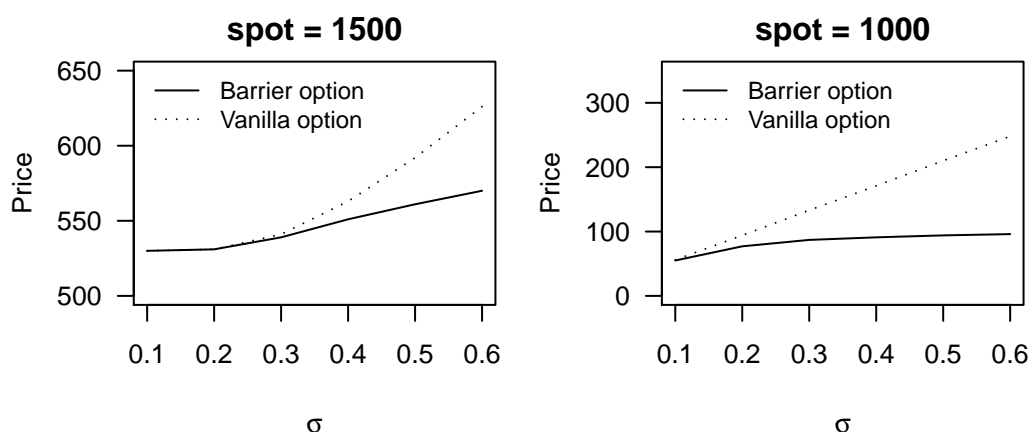 spot = 1500
650
600
550
500
Price
Barrier option
Vanilla option
0.1 0.2 0.3 0.4 0.5 0.6
σ
spot = 1000
300
200
100
0
Price
Barrier option
Vanilla option
0.1 0.2 0.3 0.4 0.5 0.6
σ